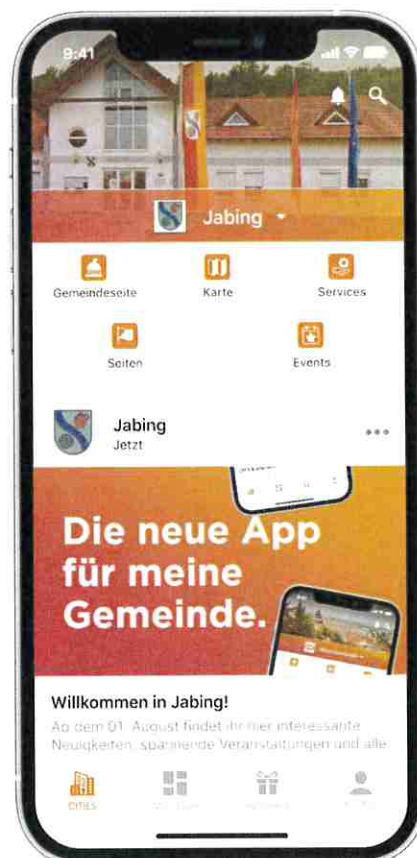 9:41
Jabing
Gemeindeseite
Karte
Services
Seiten
Events
Jabing
Jetzt
Die neue App
für meine
Gemeinde.
Willkommen in Jabing!
Ab dem 01. August findet ihr hier interessante
Neuigkeiten, spannende Veranstaltungen und alle
CITIES